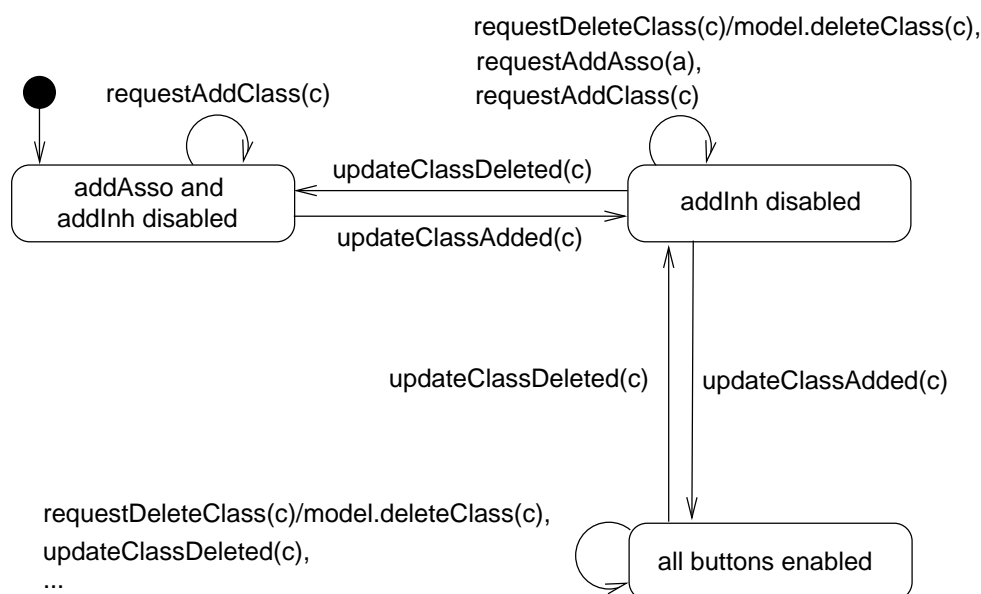 requestDeleteClass(c)/model.deleteClass(c),
requestAddAsso(a),
requestAddClass(c)
requestAddClass(c)
addAsso and
addInh disabled
updateClassDeleted(c)
updateClassAdded(c)
addInh disabled
updateClassDeleted(c)
updateClassAdded(c)
requestDeleteClass(c)/model.deleteClass(c),
updateClassDeleted(c),
...
all buttons enabled